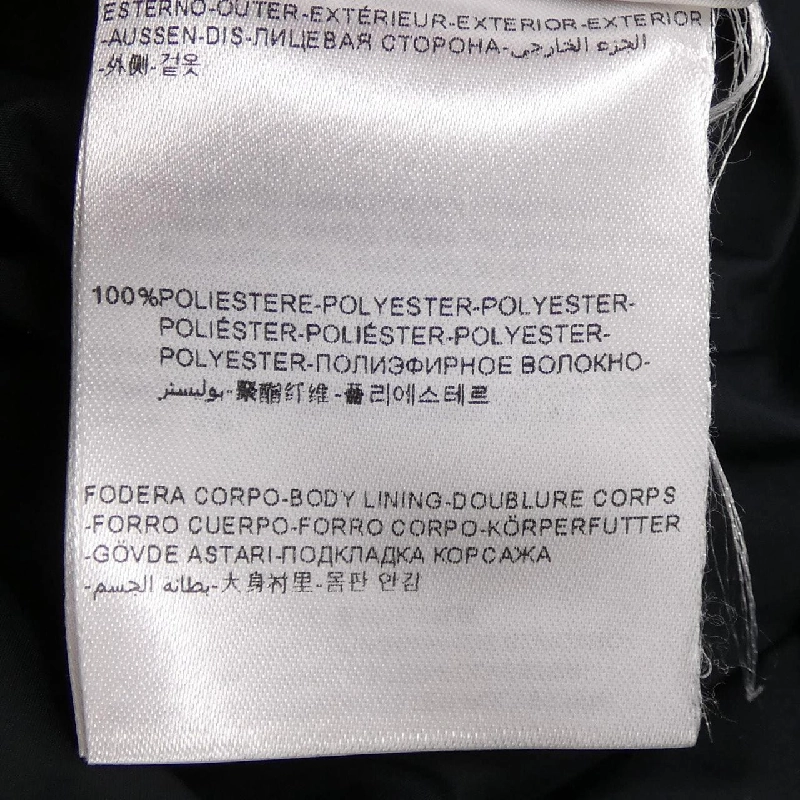 ESTERNO-OUTER-EXTÉRIEUR-EXTERIOR-EXTERIOR
-AUSSEN-DIS-ЛИЦЕВАЯ СТОРОНА-الجزء الخارجي
-外侧-겉옷
100%POLIESTERE-POLYESTER-POLYESTER-
POLIÉSTER-POLIÉSTER-POLYESTER-
POLYESTER-ПОЛИЭФИРНОЕ ВОЛОКНО-
بوليستر-聚酯纤维-폴리에스테르
FODERA CORPO-BODY LINING-DOUBLURE CORPS
-FORRO CUERPO-FORRO CORPO-KÖRPERFUTTER
-GÖVDE ASTARI-ПОДКЛАДКА КОРСАЖА
-بطانة الجسم-大身衬里-몸판 안감